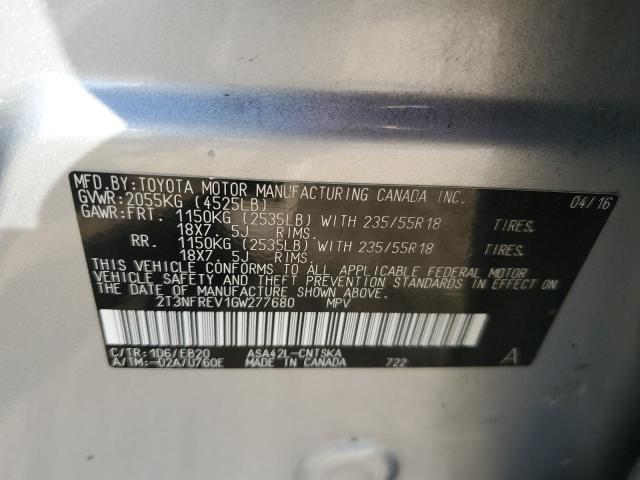 MFD.BY:TOYOTA MOTOR MANUFACTURING CANADA INC. 04/16
GVWR:2055KG (4525LB)
GAWR:FRT. 1150KG (2535LB) WITH 235/55R18 TIRES.
18X7 5J RIMS.
RR. 1150KG (2535LB) WITH 235/55R18 TIRES.
18X7 5J RIMS.
THIS VEHICLE CONFORMS TO ALL APPLICABLE FEDERAL MOTOR
VEHICLE SAFETY AND THEFT PREVENTION STANDARDS IN EFFECT ON
THE DATE OF MANUFACTURE SHOWN ABOVE.
2T3NFREV1GW277680 MPV
C/TR:1D6/EB20 ASA42L-CNTSKA
A/TM:-02A/U760E MADE IN CANADA 722 A